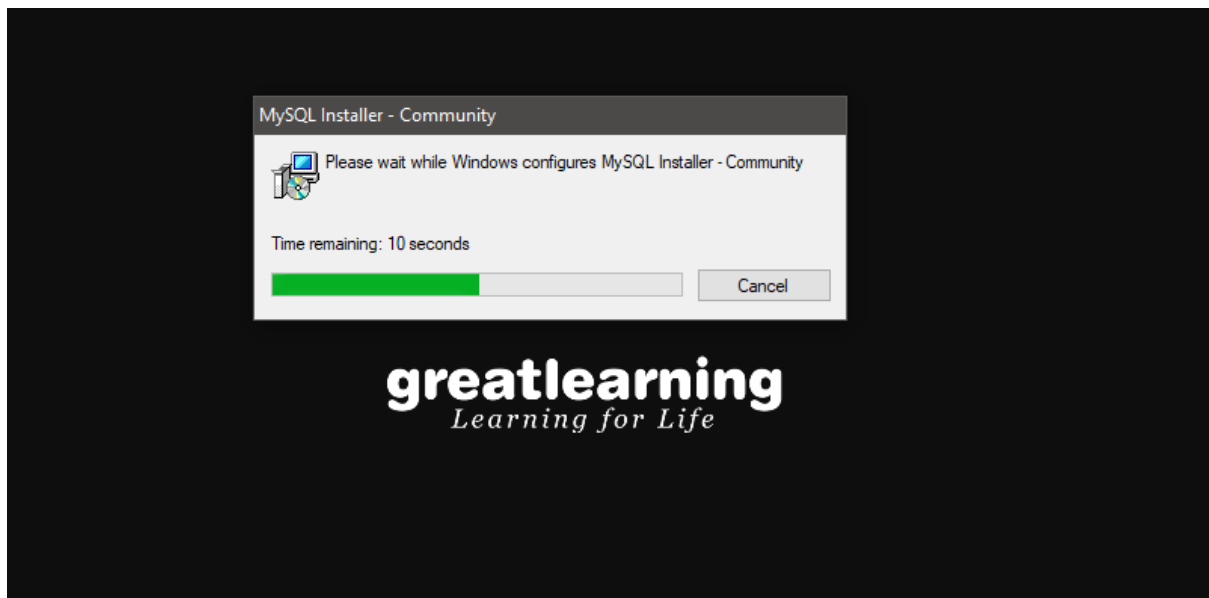 MySQL Installer - Community
Please wait while Windows configures MySQL Installer - Community
Time remaining: 10 seconds
Cancel
greatlearning
Learning for Life